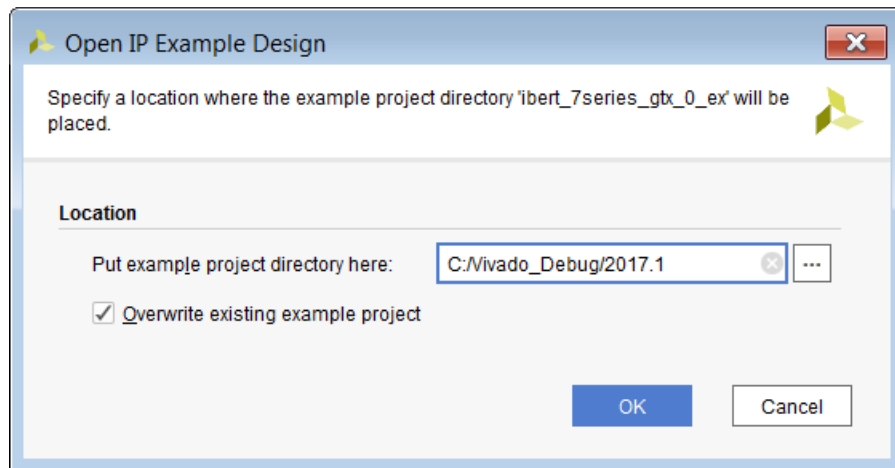 Open IP Example Design
Specify a location where the example project directory 'ibert_7series_gtx_0_ex' will be
placed.
Location
Put example project directory here: C:/Vivado_Debug/2017.1 ...
Overwrite existing example project
OK Cancel